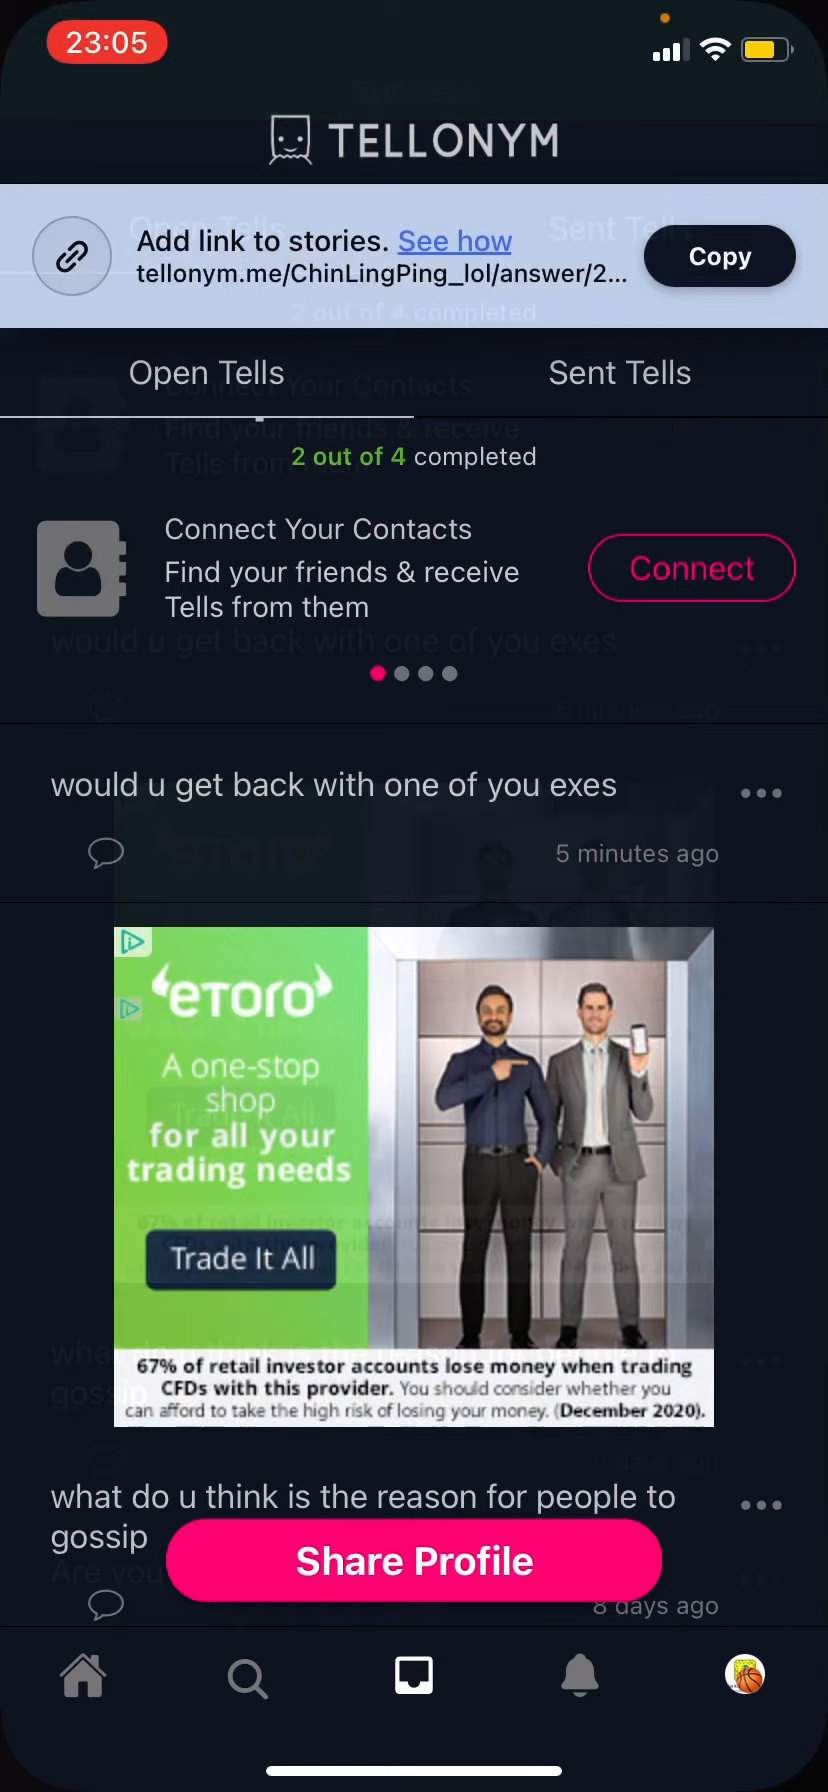 23:05
TELLONYM
Add link to stories. See how
tellonym.me/ChinLingPing_lol/answer/2...
Copy
Open Tells
Sent Tells
2 out of 4 completed
Connect Your Contacts
Find your friends & receive
Tells from them
Connect
would u get back with one of you exes
5 minutes ago
eTORO
A one-stop
shop
for all your
trading needs
Trade It All
67% of retail investor accounts lose money when trading
CFDs with this provider. You should consider whether you
can afford to take the high risk of losing your money. (December 2020).
what do u think is the reason for people to
gossip
Share Profile
8 days ago